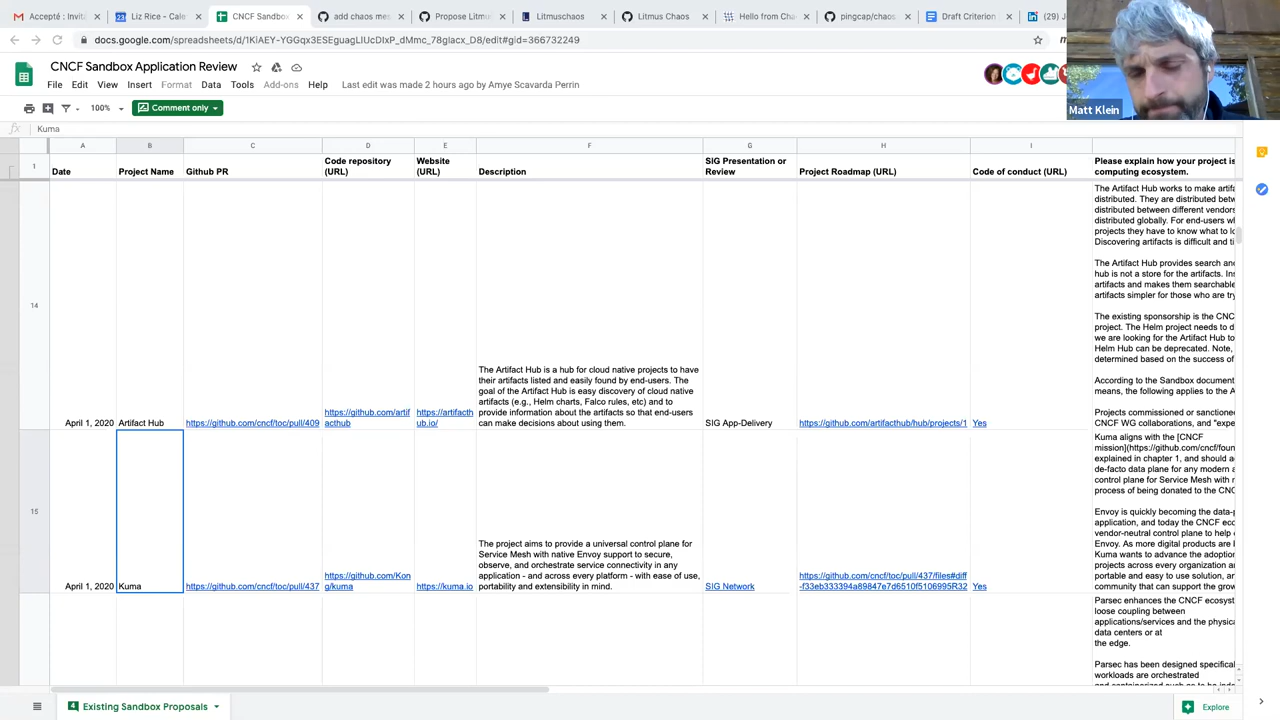 Accepté : Invita
Liz Rice - Cale
CNCF Sandbox
add chaos mes
Propose Litmu
Litmuschaos
Litmus Chaos
Hello from Cha
pingcap/chaos
Draft Criterion
(29)
docs.google.com/spreadsheets/d/
edit#gid=366732249
CNCF Sandbox Application Review
File Edit View Insert Format Data Tools Add-ons Help Last edit was made 2 hours ago by Amye Scavarda Perrin
100% Comment only
Matt Klein
fx Kuma
A B C D E F G H I
1
Date
Project Name
Github PR
Code repository
(URL)
Website
(URL)
Description
SIG Presentation or
Review
Project Roadmap (URL)
Code of conduct (URL)
Please explain how your project is
computing ecosystem.
14
April 1, 2020
Artifact Hub
https://github.com/cncf/toc/pull/409
https://github.com/artif
acthub
https://artifacth
ub.io/
The Artifact Hub is a hub for cloud native projects to have
their artifacts listed and easily found by end-users. The
goal of the Artifact Hub is easy discovery of cloud native
artifacts (e.g., Helm charts, Falco rules, etc) and to
provide information about the artifacts so that end-users
can make decisions about using them.
SIG App-Delivery
https://github.com/artifacthub/hub/projects/1
Yes
The Artifact Hub works to make artifa
distributed. They are distributed betw
distributed between different vendors
distributed globally. For end-users wh
projects they have to know what to lo
Discovering artifacts is difficult and ti
The Artifact Hub provides search and
hub is not a store for the artifacts. Ins
artifacts and makes them searchable
artifacts simpler for those who are try
The existing sponsorship is the CNC
project. The Helm project needs to d
we are looking for the Artifact Hub to
Helm Hub can be deprecated. Note,
determined based on the success of
According to the Sandbox document
means, the following applies to the A
Projects commissioned or sanctione
CNCF WG collaborations, and "expe
15
April 1, 2020
Kuma
https://github.com/cncf/toc/pull/437
https://github.com/Kon
g/kuma
https://kuma.io
The project aims to provide a universal control plane for
Service Mesh with native Envoy support to secure,
observe, and orchestrate service connectivity in any
application - and across every platform - with ease of use,
portability and extensibility in mind.
SIG Network
https://github.com/cncf/toc/pull/437/files#diff
-f33eb333394a89847e7d6510f5106995R32
Yes
Kuma aligns with the [CNCF
mission](https://github.com/cncf/foun
explained in chapter 1, and should a
de-facto data plane for any modern a
control plane for Service Mesh with n
process of being donated to the CNC
Envoy is quickly becoming the data-p
application, and today the CNCF eco
vendor-neutral control plane to help
Envoy. As more digital products are
Kuma wants to advance the adoption
projects across every organization an
portable and easy to use solution, an
community that can support the grow
Parsec enhances the CNCF ecosyst
loose coupling between
applications/services and the physica
data centers or at
the edge.
Parsec has been designed specifical
workloads are orchestrated
4 Existing Sandbox Proposals
Explore